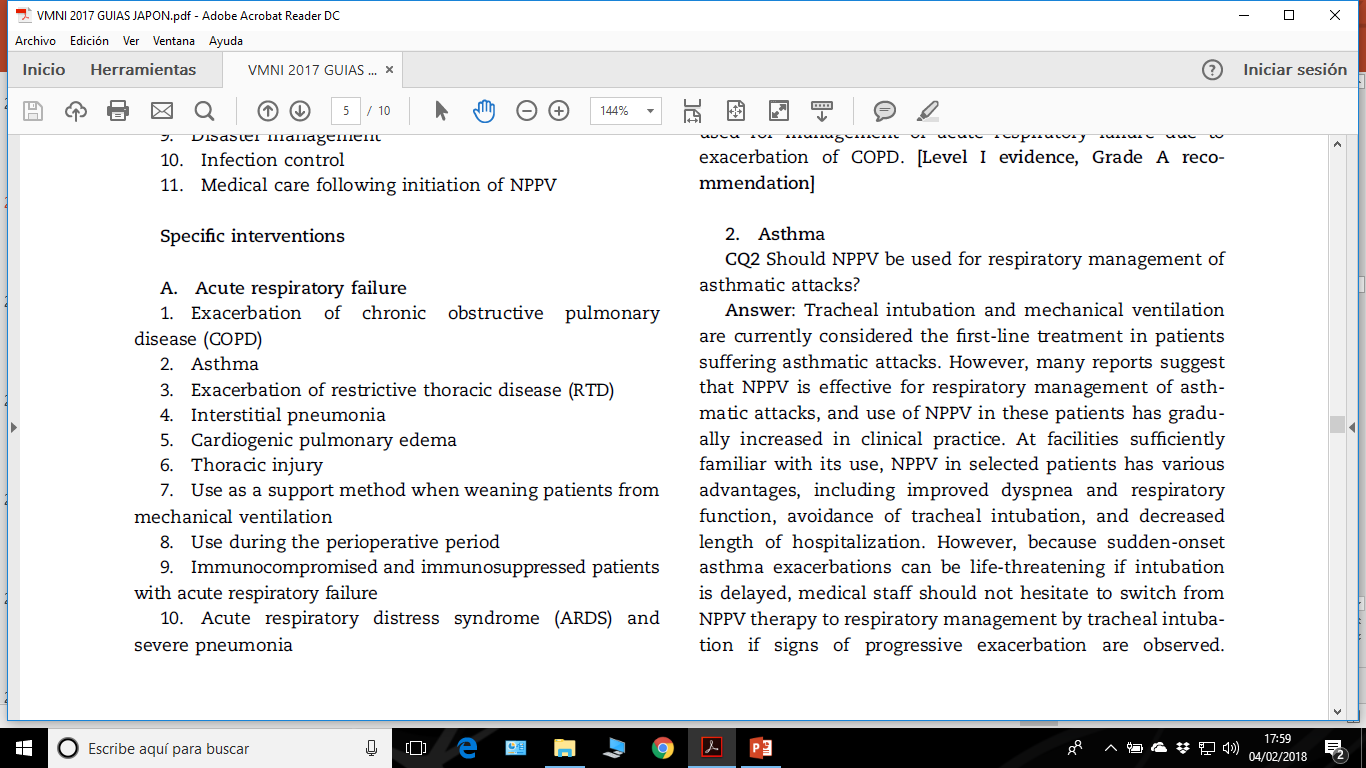 VMNI 2017 GUIAS JAPON.pdf - Adobe Acrobat Reader DC
Archivo Edición Ver Ventana Ayuda
Inicio Herramientas VMNI 2017 GUIAS ... × Iniciar sesión
5 / 10 144%
9. Disaster management
10. Infection control
11. Medical care following initiation of NPPV
Specific interventions
A. Acute respiratory failure
1. Exacerbation of chronic obstructive pulmonary
disease (COPD)
2. Asthma
3. Exacerbation of restrictive thoracic disease (RTD)
4. Interstitial pneumonia
5. Cardiogenic pulmonary edema
6. Thoracic injury
7. Use as a support method when weaning patients from
mechanical ventilation
8. Use during the perioperative period
9. Immunocompromised and immunosuppressed patients
with acute respiratory failure
10. Acute respiratory distress syndrome (ARDS) and
severe pneumonia
used for management of acute respiratory failure due to
exacerbation of COPD. [Level I evidence, Grade A reco-
mmendation]
2. Asthma
CQ2 Should NPPV be used for respiratory management of
asthmatic attacks?
Answer: Tracheal intubation and mechanical ventilation
are currently considered the first-line treatment in patients
suffering asthmatic attacks. However, many reports suggest
that NPPV is effective for respiratory management of asth-
matic attacks, and use of NPPV in these patients has gradu-
ally increased in clinical practice. At facilities sufficiently
familiar with its use, NPPV in selected patients has various
advantages, including improved dyspnea and respiratory
function, avoidance of tracheal intubation, and decreased
length of hospitalization. However, because sudden-onset
asthma exacerbations can be life-threatening if intubation
is delayed, medical staff should not hesitate to switch from
NPPV therapy to respiratory management by tracheal intuba-
tion if signs of progressive exacerbation are observed.
Escribe aquí para buscar
17:59
04/02/2018
2